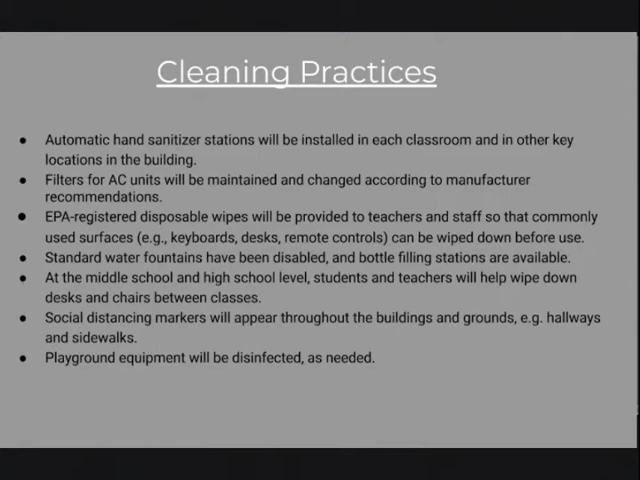 Cleaning Practices
● Automatic hand sanitizer stations will be installed in each classroom and in other key
locations in the building.
● Filters for AC units will be maintained and changed according to manufacturer
recommendations.
● EPA-registered disposable wipes will be provided to teachers and staff so that commonly
used surfaces (e.g., keyboards, desks, remote controls) can be wiped down before use.
● Standard water fountains have been disabled, and bottle filling stations are available.
● At the middle school and high school level, students and teachers will help wipe down
desks and chairs between classes.
● Social distancing markers will appear throughout the buildings and grounds, e.g. hallways
and sidewalks.
● Playground equipment will be disinfected, as needed.